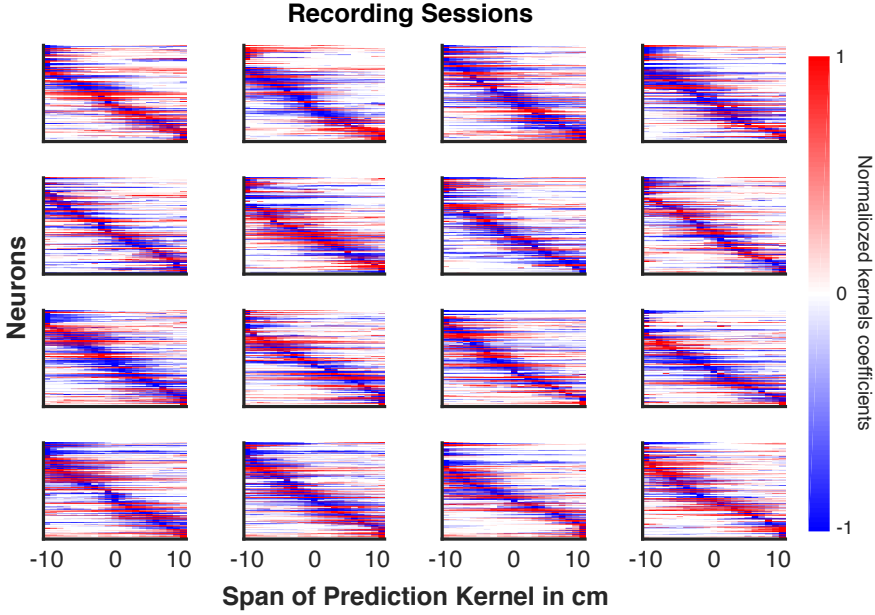 Recording Sessions
Neurons
1
0
-1
Normaliozed kernels coefficients
-10 0 10 -10 0 10 -10 0 10 -10 0 10
Span of Prediction Kernel in cm